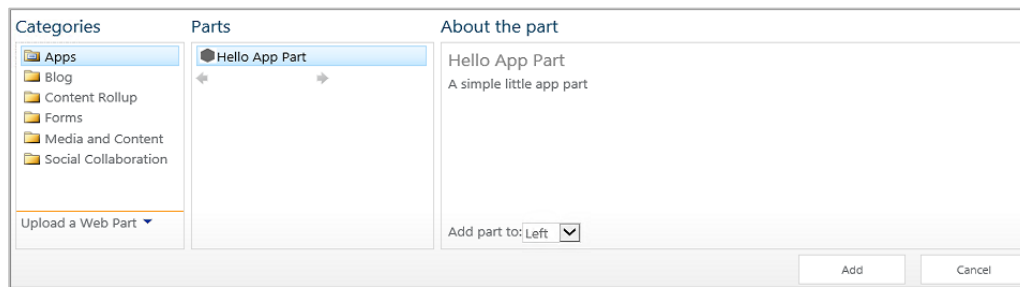 Categories
Apps
Blog
Content Rollup
Forms
Media and Content
Social Collaboration
Upload a Web Part
Parts
Hello App Part
About the part
Hello App Part
A simple little app part
Add part to: Left
Add
Cancel